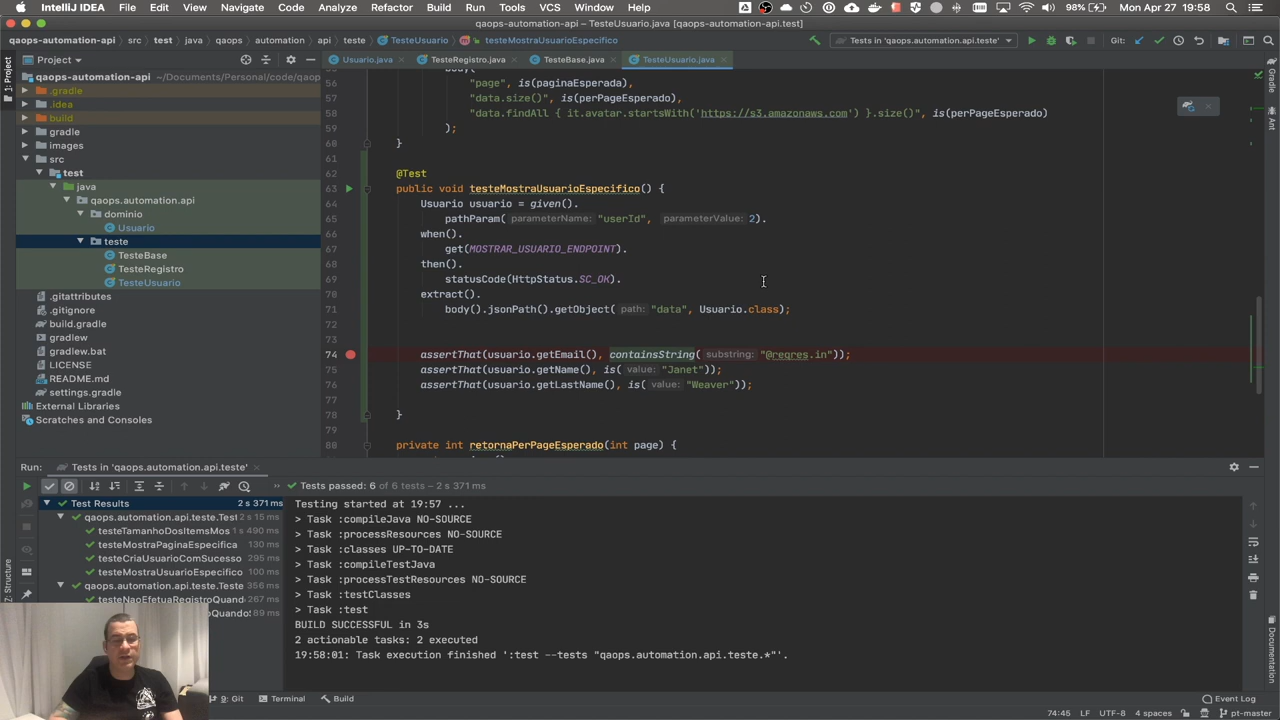 IntelliJ IDEA File Edit View Navigate Code Analyze Refactor Build Run Tools VCS Window Help 98% Mon Apr 27 19:58
qaops-automation-api – TesteUsuario.java [qaops-automation-api.test]
qaops-automation-api src test java qaops automation api teste TesteUsuario testeMostraUsuarioEspecifico Tests in 'qaops.automation.api.teste' Git:
Project Usuario.java TesteRegistro.java TesteBase.java TesteUsuario.java
1: Project
Gradle
Ant
qaops-automation-api ~/Documents/Personal/code/qaop
.gradle
.idea
build
gradle
images
src
test
java
qaops.automation.api
dominio
Usuario
teste
TesteBase
TesteRegistro
TesteUsuario
.gitattributes
.gitignore
build.gradle
gradlew
gradlew.bat
LICENSE
README.md
settings.gradle
External Libraries
Scratches and Consoles
56 "page", is(paginaEsperada),
57 "data.size()", is(perPageEsperado),
58 "data.findAll { it.avatar.startsWith('https://s3.amazonaws.com') }.size()", is(perPageEsperado)
59 );
60 }
61
62 @Test
63 public void testeMostraUsuarioEspecifico() {
64 Usuario usuario = given().
65 pathParam( parameterName: "userId", parameterValue: 2).
66 when().
67 get(MOSTRAR_USUARIO_ENDPOINT).
68 then().
69 statusCode(HttpStatus.SC_OK).
70 extract().
71 body().jsonPath().getObject( path: "data", Usuario.class);
72
73
74 assertThat(usuario.getEmail(), containsString( substring: "@reqres.in"));
75 assertThat(usuario.getName(), is( value: "Janet"));
76 assertThat(usuario.getLastName(), is( value: "Weaver"));
77
78 }
79
80 private int retornaPerPageEsperado(int page) {
Run: Tests in 'qaops.automation.api.teste'
Tests passed: 6 of 6 tests – 2 s 371 ms
Test Results 2 s 371 ms
qaops.automation.api.teste.Test 2 s 15 ms
testeTamanhoDosItemsMos 1 s 490 ms
testeMostraPaginaEspecifica 130 ms
testeCriaUsuarioComSucesso 295 ms
testeMostraUsuarioEspecifico 100 ms
qaops.automation.api.teste.Teste 356 ms
testeNaoEfetuaRegistroQuand 267 ms
89 ms
Testing started at 19:57 ...
> Task :compileJava NO-SOURCE
> Task :processResources NO-SOURCE
> Task :classes UP-TO-DATE
> Task :compileTestJava
> Task :processTestResources NO-SOURCE
> Task :testClasses
> Task :test
BUILD SUCCESSFUL in 3s
2 actionable tasks: 2 executed
19:58:01: Task execution finished ':test --tests "qaops.automation.api.teste.*"'.
Z: Structure
Documentation
9: Git Terminal Build Event Log
74:45 LF UTF-8 4 spaces pt-master